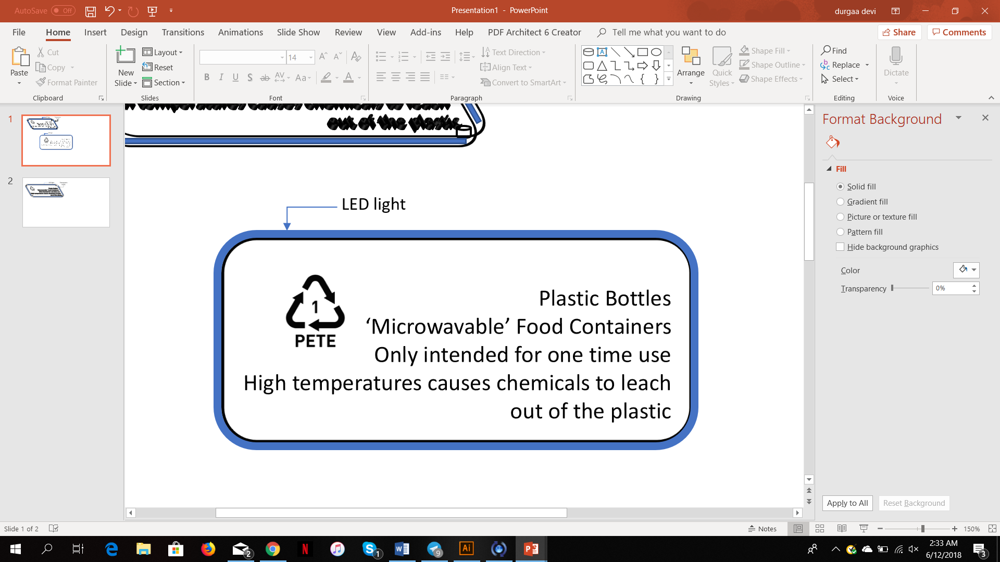 AutoSave Off
Presentation1 - PowerPoint
durgaa devi
File Home Insert Design Transitions Animations Slide Show Review View Add-ins Help PDF Architect 6 Creator Tell me what you want to do Share Comments
Paste
Cut
Copy
Format Painter
Clipboard
New Slide
Layout
Reset
Section
Slides
14
B I U S ab AV Aa A
Font
Text Direction
Align Text
Convert to SmartArt
Paragraph
Arrange
Quick Styles
Shape Fill
Shape Outline
Shape Effects
Drawing
Find
Replace
Select
Editing
Dictate
Voice
1
2
out of the plastic
LED light
1
PETE
Plastic Bottles
‘Microwavable’ Food Containers
Only intended for one time use
High temperatures causes chemicals to leach
out of the plastic
Format Background
Fill
Solid fill
Gradient fill
Picture or texture fill
Pattern fill
Hide background graphics
Color
Transparency 0%
Apply to All Reset Background
Slide 1 of 2
Notes
150%
2
1
9
Ai
2:33 AM
6/12/2018
3